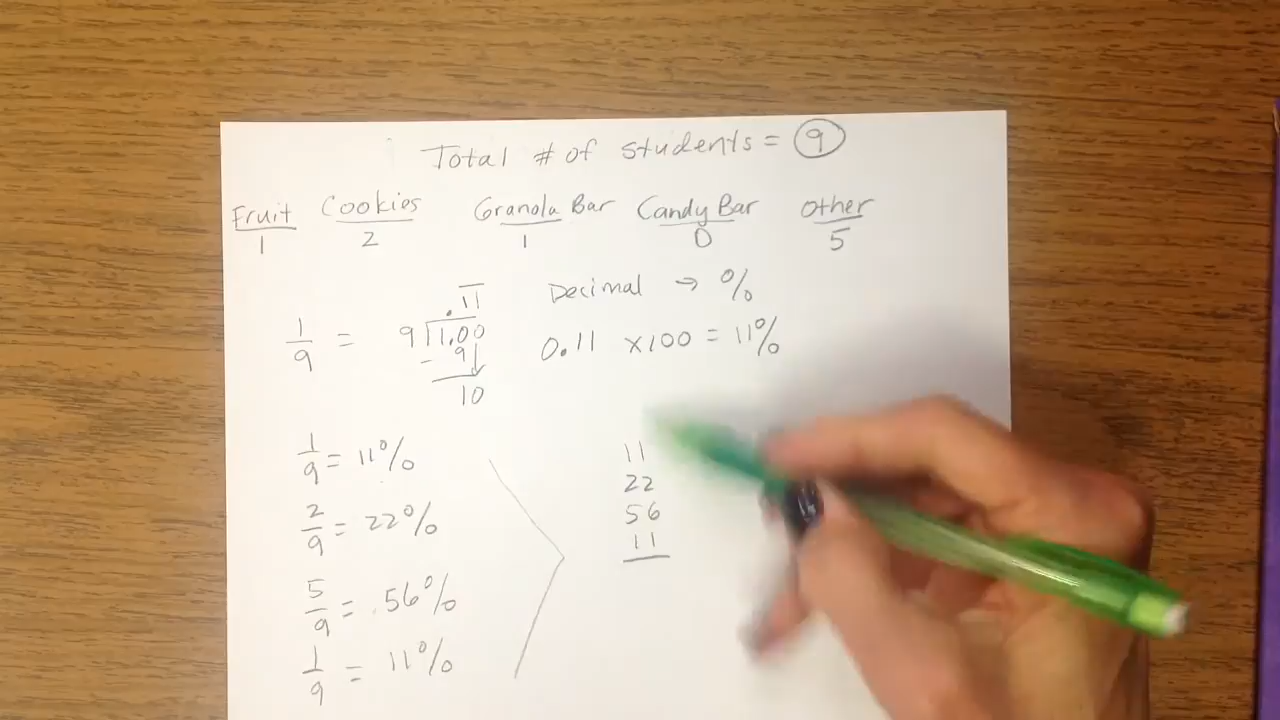 Total # of students = 9
Fruit Cookies Granola Bar Candy Bar Other
1 2 1 0 5
.11 Decimal → %
1/9 = 9 1.00 0.11 x100 = 11%
- 9
10
1/9 = 11%
2/9 = 22%
5/9 = .56%
1/9 = 11%
11
22
56
11